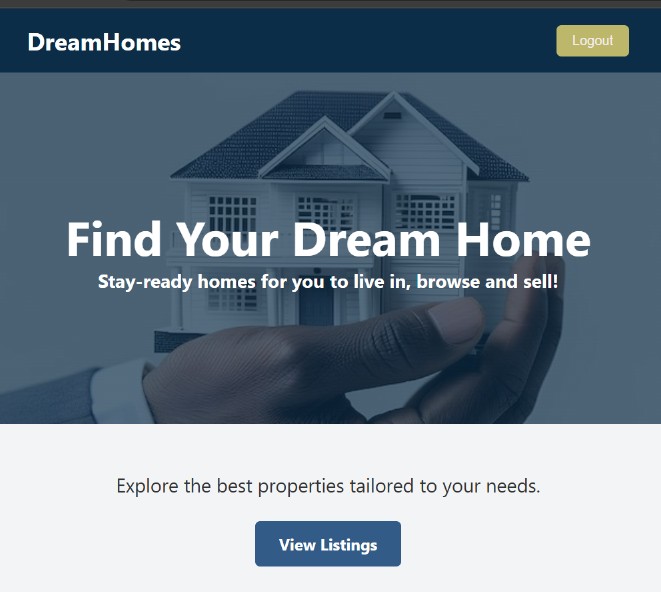 DreamHomes
Logout
Find Your Dream Home
Stay-ready homes for you to live in, browse and sell!
Explore the best properties tailored to your needs.
View Listings